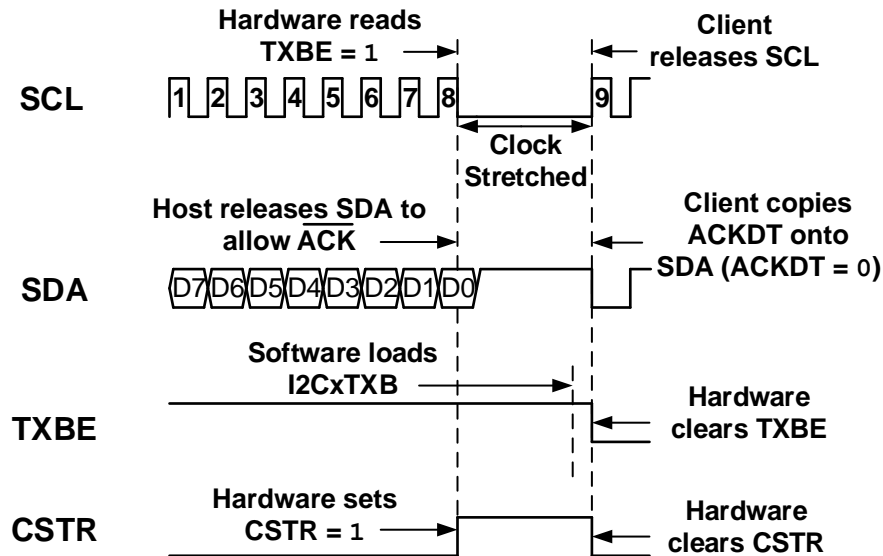 Hardware reads
TXBE = 1
Client
releases SCL
SCL
1 2 3 4 5 6 7 8 9
Clock
Stretched
Host releases SDA to
allow ACK
Client copies
ACKDT onto
SDA (ACKDT = 0)
SDA
D7 D6 D5 D4 D3 D2 D1 D0
Software loads
I2CxTXB
TXBE
Hardware
clears TXBE
Hardware sets
CSTR = 1
CSTR
Hardware
clears CSTR